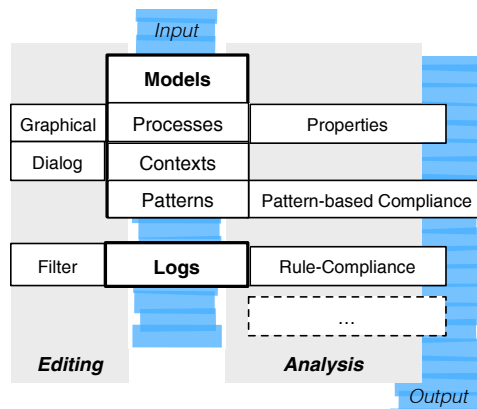 Input
Models
Graphical Processes Properties
Dialog Contexts
Patterns Pattern-based Compliance
Filter Logs Rule-Compliance
...
Editing Analysis
Output